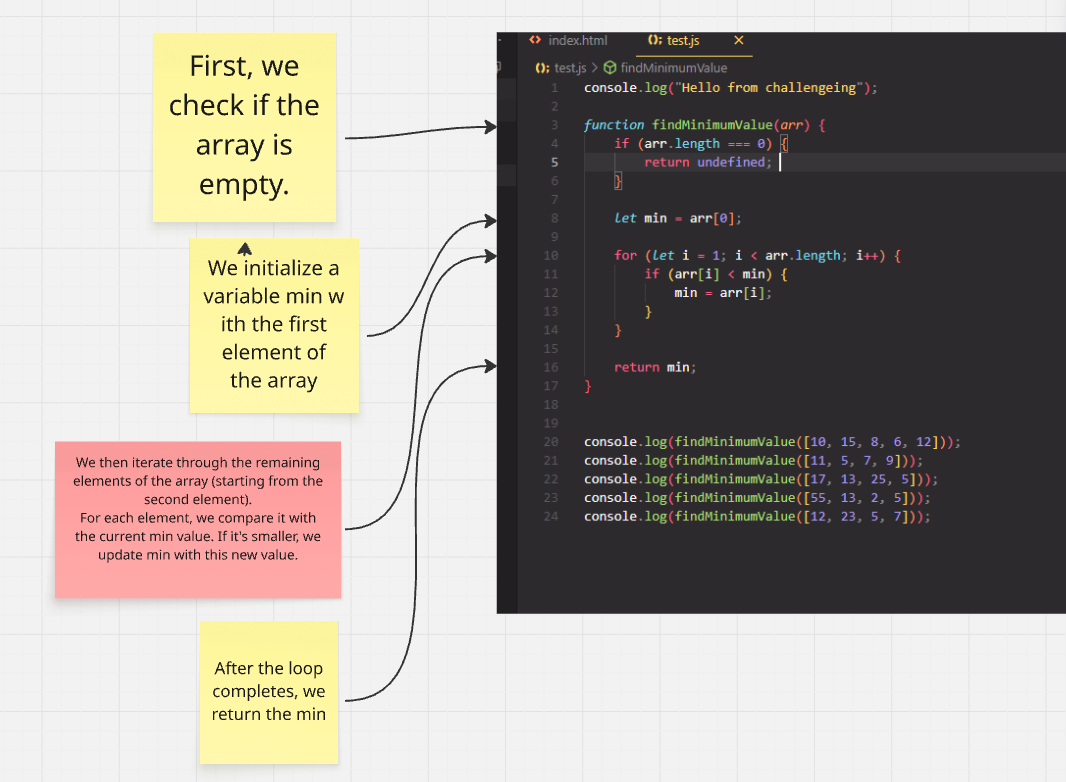 First, we
check if the
array is
empty.
We initialize a
variable min w
ith the first
element of
the array
We then iterate through the remaining
elements of the array (starting from the
second element).
For each element, we compare it with
the current min value. If it's smaller, we
update min with this new value.
After the loop
completes, we
return the min
index.html
test.js
test.js > findMinimumValue
1 console.log("Hello from challengeing");
2
3 function findMinimumValue(arr) {
4 if (arr.length === 0) {
5 return undefined;
6 }
7
8 let min = arr[0];
9
10 for (let i = 1; i < arr.length; i++) {
11 if (arr[i] < min) {
12 min = arr[i];
13 }
14 }
15
16 return min;
17 }
18
19
20 console.log(findMinimumValue([10, 15, 8, 6, 12]));
21 console.log(findMinimumValue([11, 5, 7, 9]));
22 console.log(findMinimumValue([17, 13, 25, 5]));
23 console.log(findMinimumValue([55, 13, 2, 5]));
24 console.log(findMinimumValue([12, 23, 5, 7]));